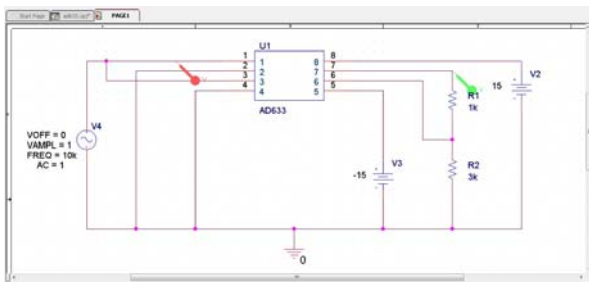 Start Page
PAGE1
U1
1 1 8 8
2 2 7 7
3 3 6 6
4 4 5 5
AD633
V2
15
R1
1k
V4
VOFF = 0
VAMPL = 1
FREQ = 10k
AC = 1
V3
-15
R2
3k
0